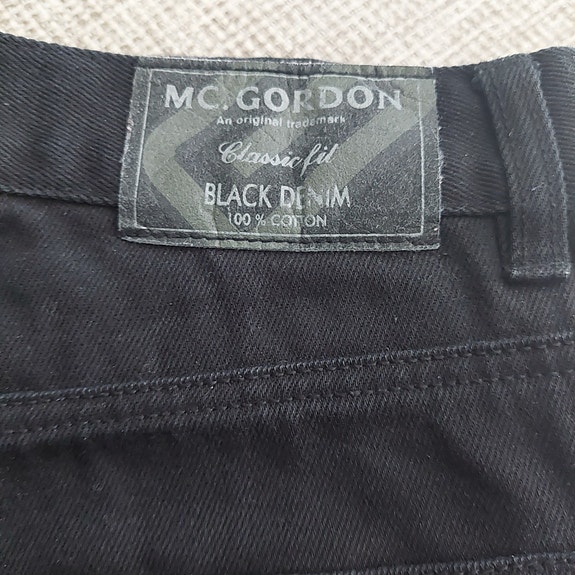 MC. GORDON
An original trademark
Classic fit
BLACK DENIM
100 % COTTON